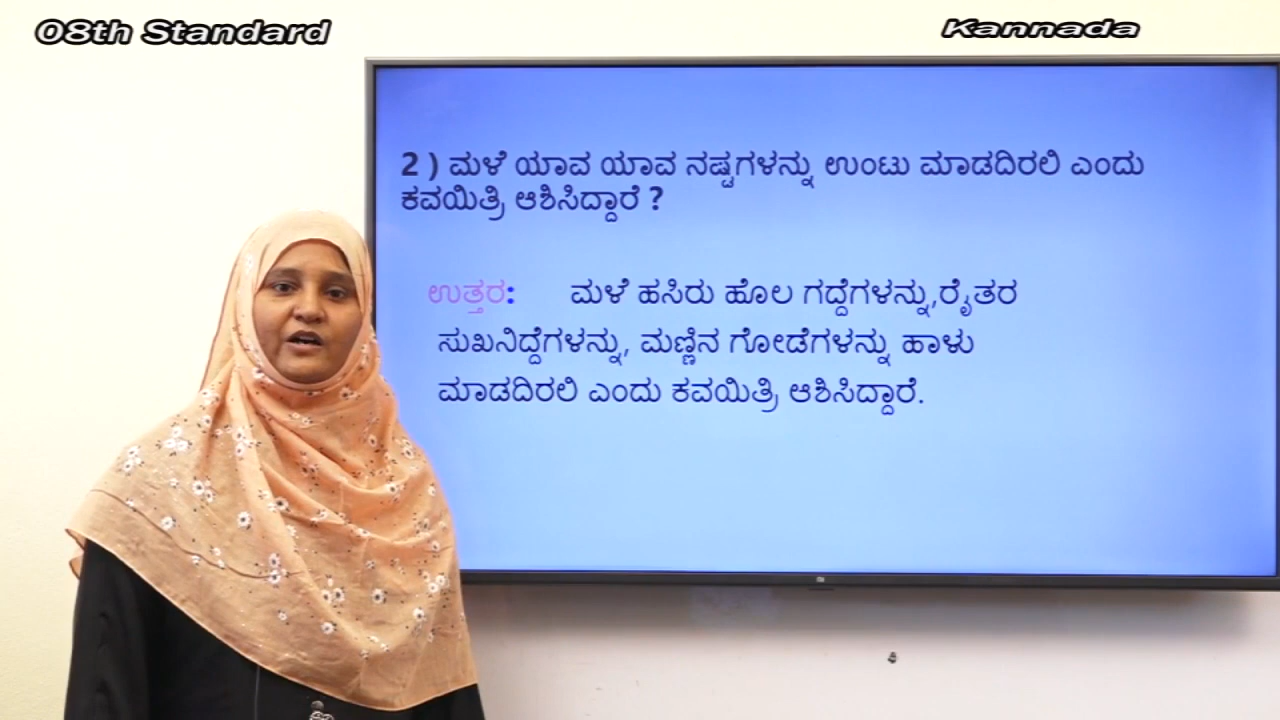 08th Standard
Kannada
2 ) ಮಳೆ ಯಾವ ಯಾವ ನಷ್ಟಗಳನ್ನು ಉಂಟು ಮಾಡದಿರಲಿ ಎಂದು
ಕವಯಿತ್ರಿ ಆಶಿಸಿದ್ದಾರೆ ?
ಉತ್ತರ: ಮಳೆ ಹಸಿರು ಹೊಲ ಗದ್ದೆಗಳನ್ನು,ರೈತರ
ಸುಖನಿದ್ದೆಗಳನ್ನು, ಮಣ್ಣಿನ ಗೋಡೆಗಳನ್ನು ಹಾಳು
ಮಾಡದಿರಲಿ ಎಂದು ಕವಯಿತ್ರಿ ಆಶಿಸಿದ್ದಾರೆ.